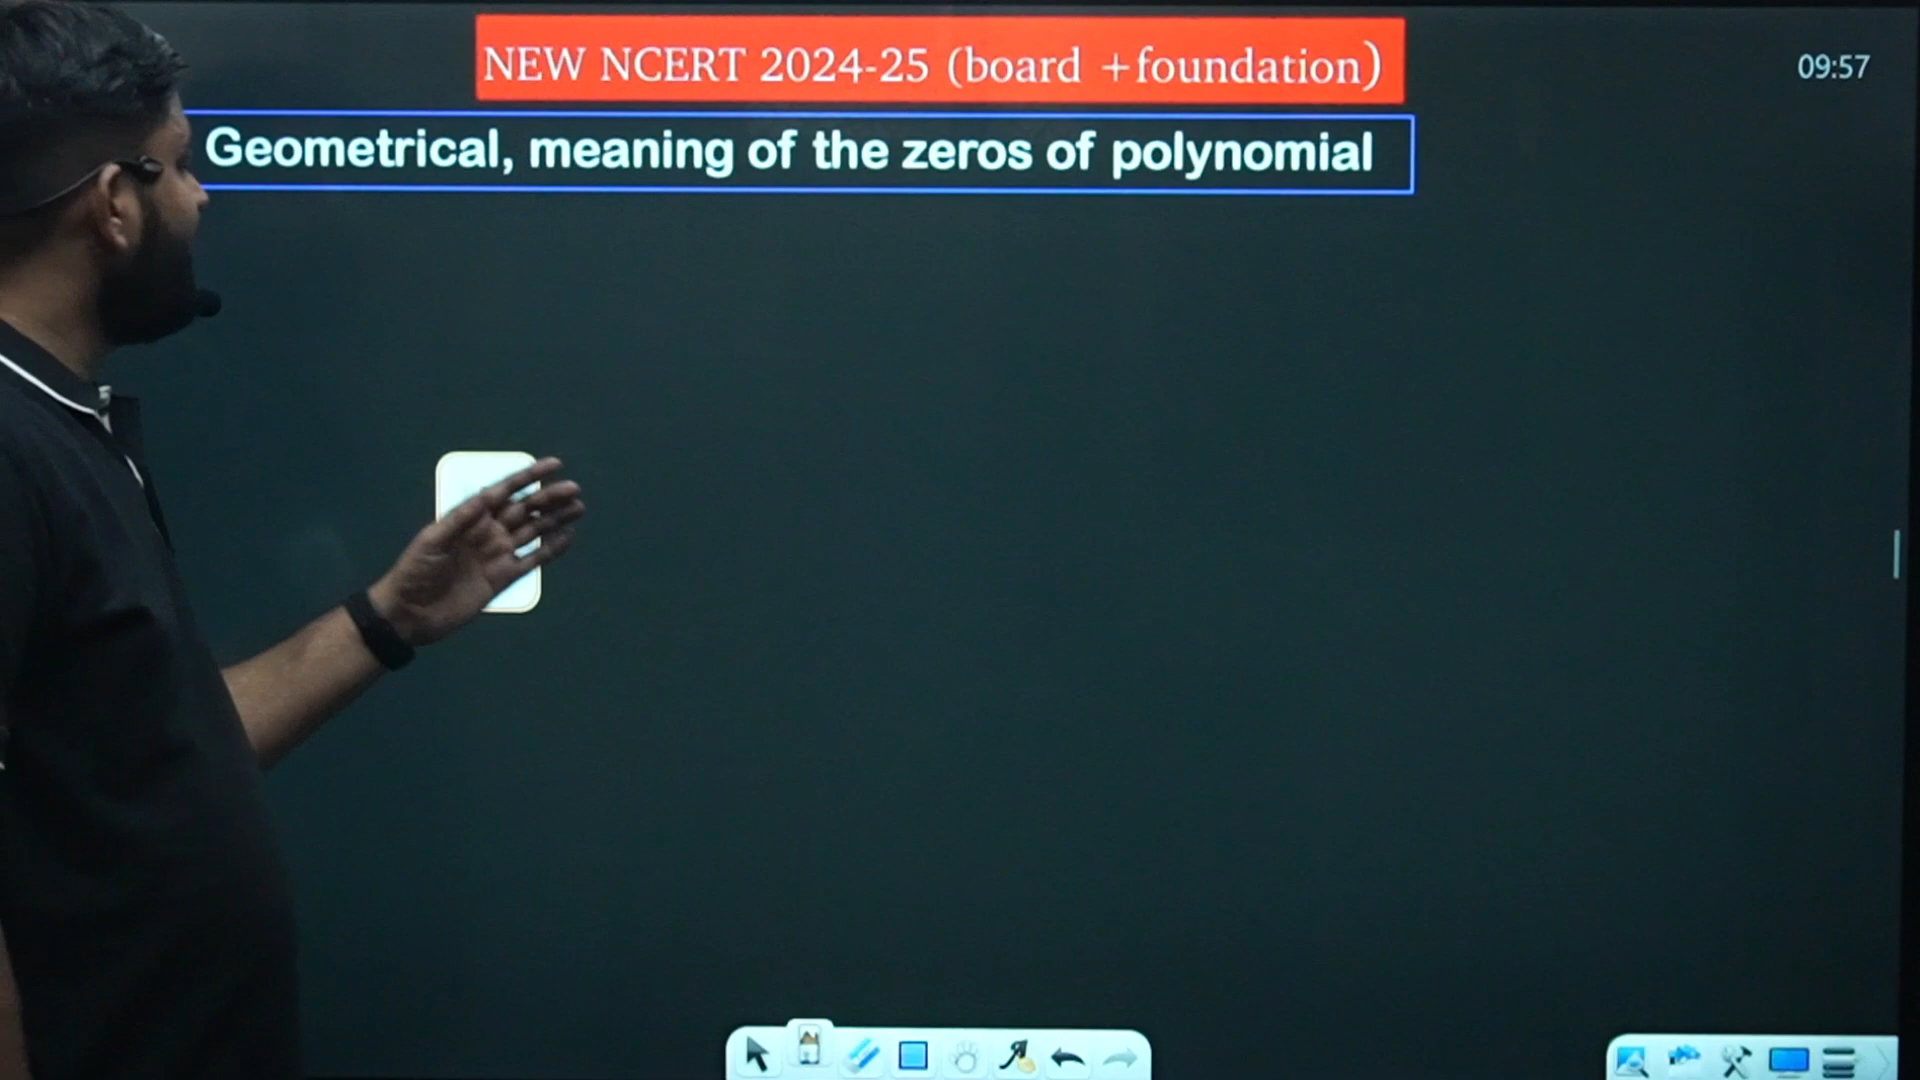 NEW NCERT 2024-25 (board +foundation)
09:57
Geometrical, meaning of the zeros of polynomial